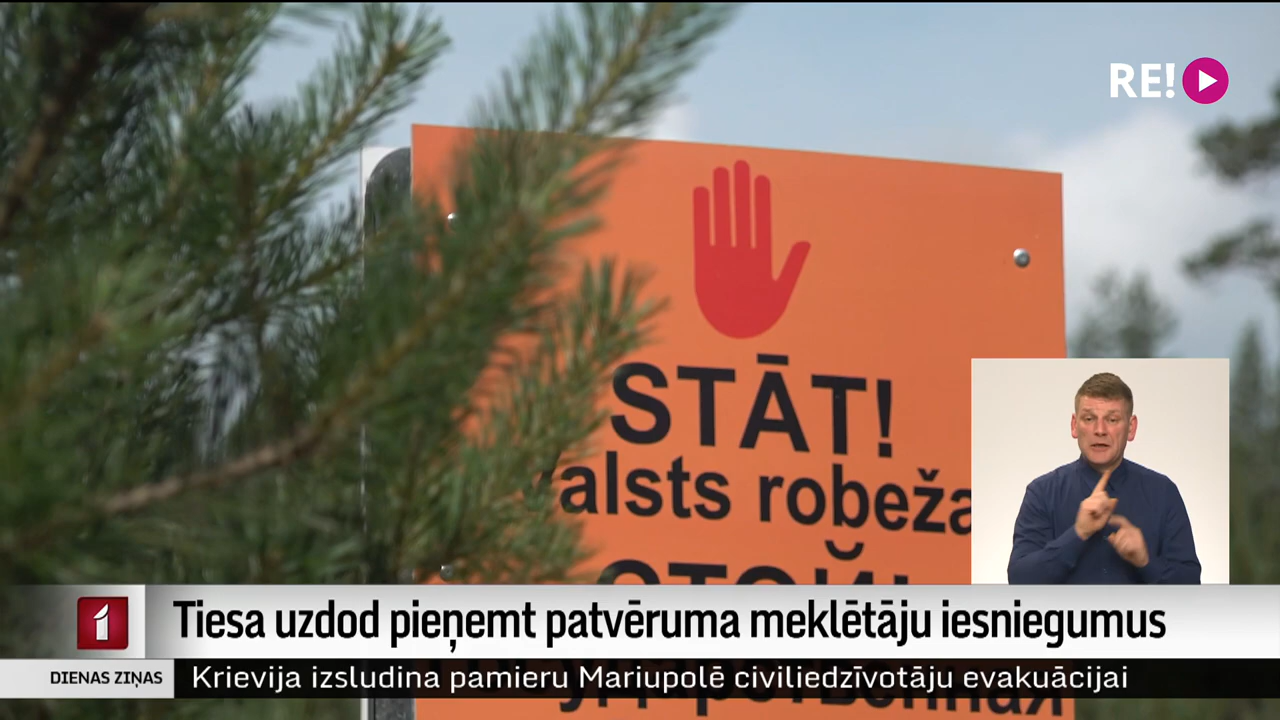 RE!
STĀT!
Valsts robeža
СТОЙ!
1
Tiesa uzdod pieņemt patvēruma meklētāju iesniegumus
DIENAS ZIŅAS
Krievija izsludina pamieru Mariupolē civiliedzīvotāju evakuācijai